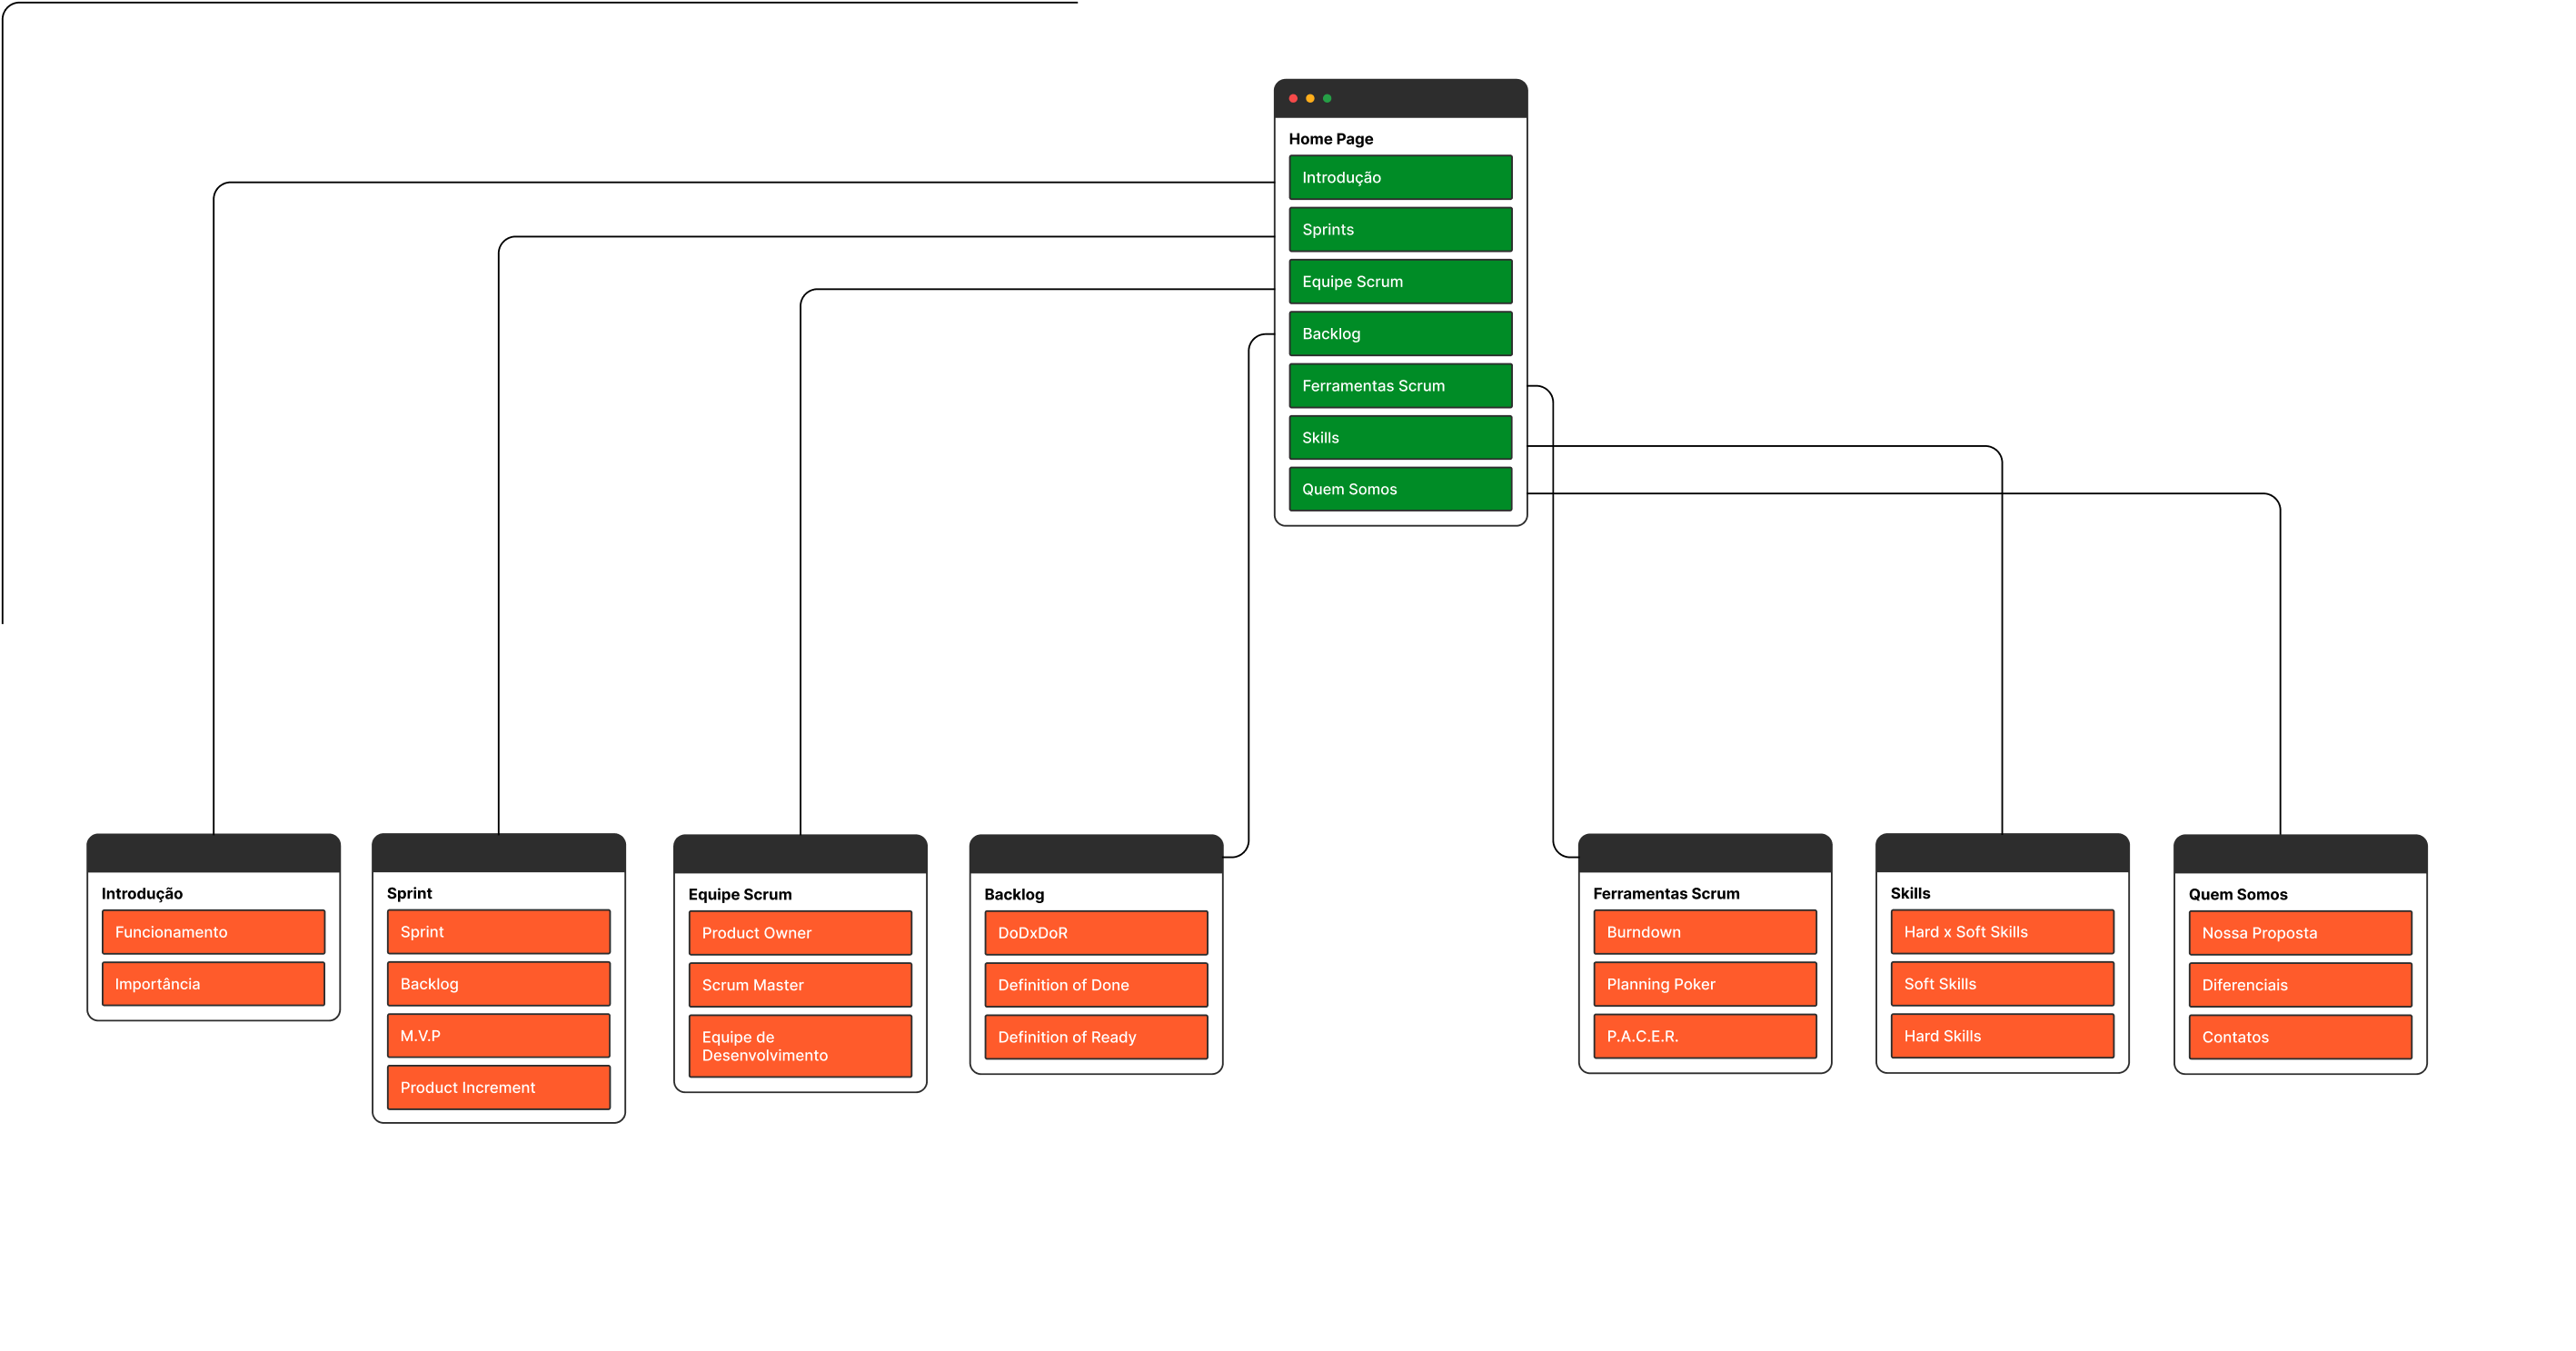 Home Page
Introdução
Sprints
Equipe Scrum
Backlog
Ferramentas Scrum
Skills
Quem Somos
Introdução
Funcionamento
Importância
Sprint
Sprint
Backlog
M.V.P
Product Increment
Equipe Scrum
Product Owner
Scrum Master
Equipe de
Desenvolvimento
Backlog
DoDxDoR
Definition of Done
Definition of Ready
Ferramentas Scrum
Burndown
Planning Poker
P.A.C.E.R.
Skills
Hard x Soft Skills
Soft Skills
Hard Skills
Quem Somos
Nossa Proposta
Diferenciais
Contatos